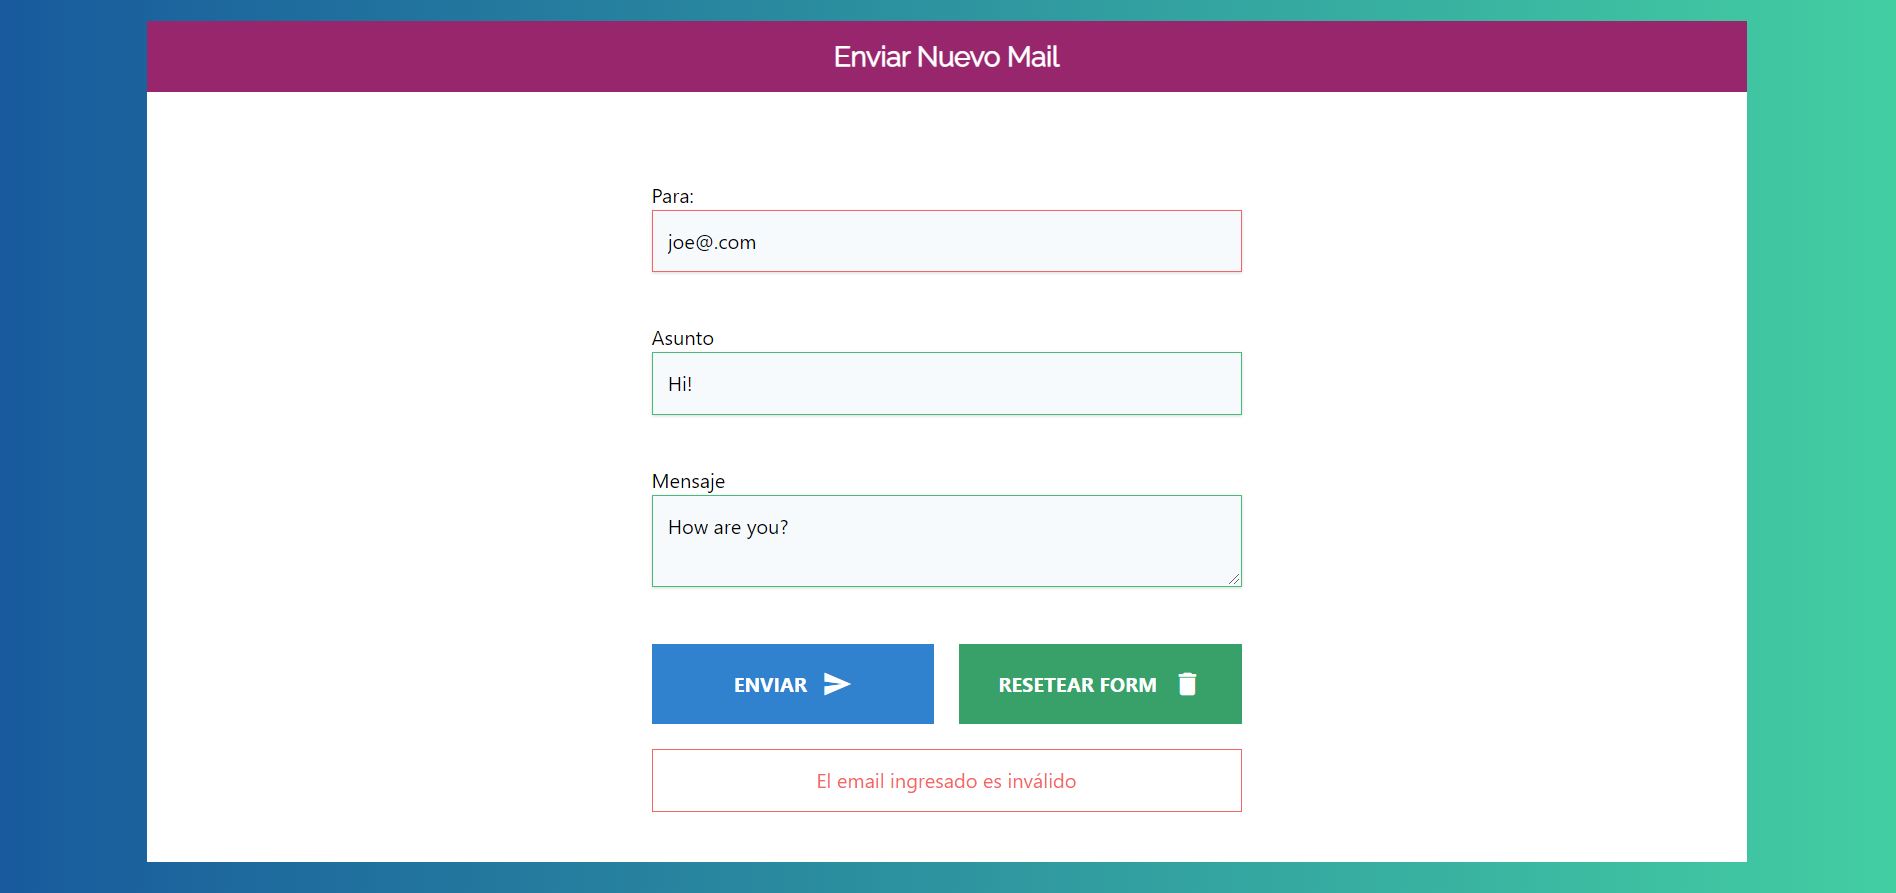 Enviar Nuevo Mail
Para:
joe@.com
Asunto
Hi!
Mensaje
How are you?
ENVIAR
RESETEAR FORM
El email ingresado es inválido